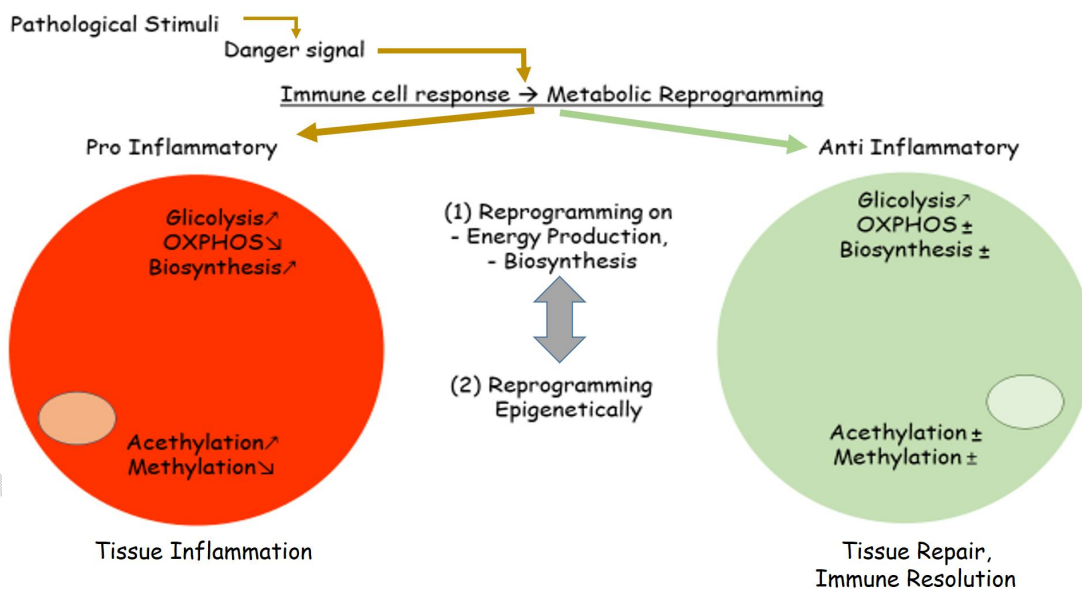 Pathological Stimuli
Danger signal
Immune cell response → Metabolic Reprogramming
Pro Inflammatory
Anti Inflammatory
Glicolysis↗
OXPHOS↘
Biosynthesis↗
(1) Reprogramming on
- Energy Production,
- Biosynthesis
Glicolysis↗
OXPHOS ±
Biosynthesis ±
(2) Reprogramming
Epigenetically
Acethylation↗
Methylation↘
Acethylation ±
Methylation ±
Tissue Inflammation
Tissue Repair,
Immune Resolution